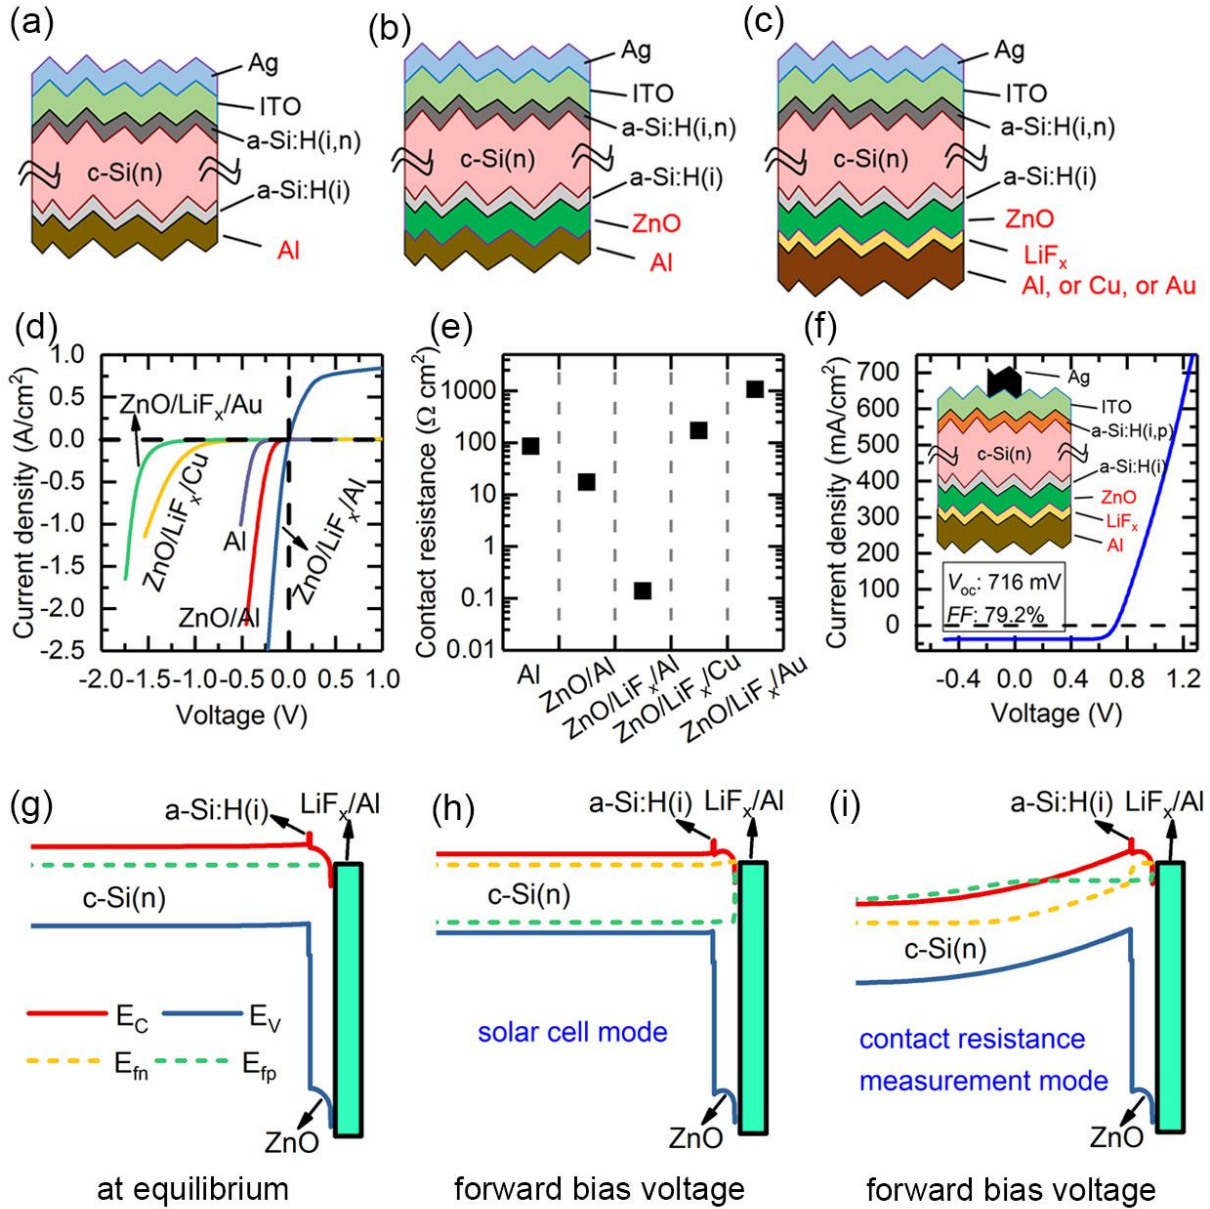 (a)
Ag
ITO
a-Si:H(i,n)
c-Si(n)
a-Si:H(i)
Al
(b)
Ag
ITO
a-Si:H(i,n)
c-Si(n)
a-Si:H(i)
ZnO
Al
(c)
Ag
ITO
a-Si:H(i,n)
c-Si(n)
a-Si:H(i)
ZnO
LiFₓ
Al, or Cu, or Au
(d)
Current density (A/cm²)
1.0
0.5
0.0
-0.5
-1.0
-1.5
-2.0
-2.5
ZnO/LiFₓ/Au
ZnO/LiFₓ/Cu
Al
ZnO/Al
ZnO/LiFₓ/Al
-2.0 -1.5 -1.0 -0.5 0.0 0.5 1.0
Voltage (V)
(e)
Contact resistance (Ω cm²)
1000
100
10
1
0.1
0.01
Al
ZnO/Al
ZnO/LiFₓ/Al
ZnO/LiFₓ/Cu
ZnO/LiFₓ/Au
(f)
Current density (mA/cm²)
700
600
500
400
300
200
100
0
Ag
ITO
a-Si:H(i,p)
c-Si(n)
a-Si:H(i)
ZnO
LiFₓ
Al
Voc: 716 mV
FF: 79.2%
-0.4 0.0 0.4 0.8 1.2
Voltage (V)
(g)
a-Si:H(i)
LiFₓ/Al
c-Si(n)
E_C E_V
E_fn E_fp
ZnO
at equilibrium
(h)
a-Si:H(i)
LiFₓ/Al
c-Si(n)
solar cell mode
ZnO
forward bias voltage
(i)
a-Si:H(i)
LiFₓ/Al
c-Si(n)
contact resistance
measurement mode
ZnO
forward bias voltage